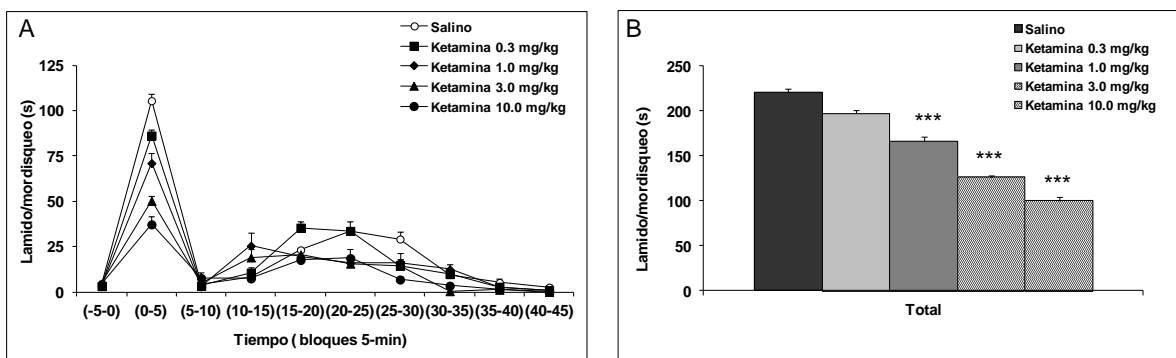 A
Salino
Ketamina 0.3 mg/kg
Ketamina 1.0 mg/kg
Ketamina 3.0 mg/kg
Ketamina 10.0 mg/kg
125
100
75
50
25
0
Lamido/mordisqueo (s)
(-5-0) (0-5) (5-10) (10-15) (15-20) (20-25) (25-30) (30-35) (35-40) (40-45)
Tiempo ( bloques 5-min)
B
Salino
Ketamina 0.3 mg/kg
Ketamina 1.0 mg/kg
Ketamina 3.0 mg/kg
Ketamina 10.0 mg/kg
250
200
150
100
50
0
Lamido/mordisqueo (s)
***
***
***
Total